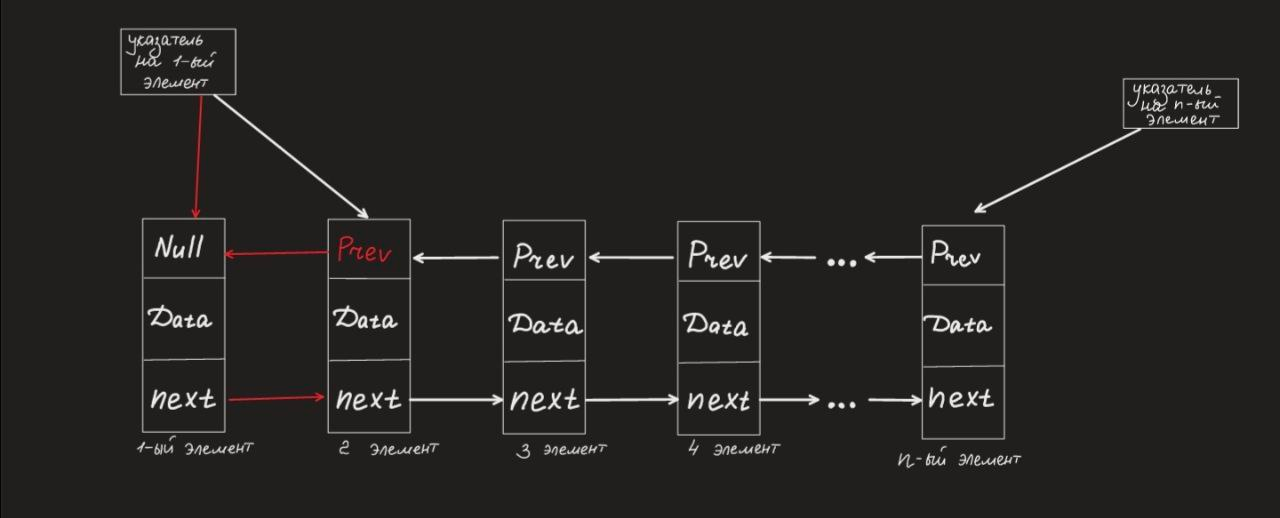 указатель
на 1-ый
элемент
указатель
на n-ый
элемент
Null
Prev
Prev
Prev
...
Prev
Data
Data
Data
Data
Data
next
next
next
next
...
next
1-ый элемент
2 элемент
3 элемент
4 элемент
n-ый элемент